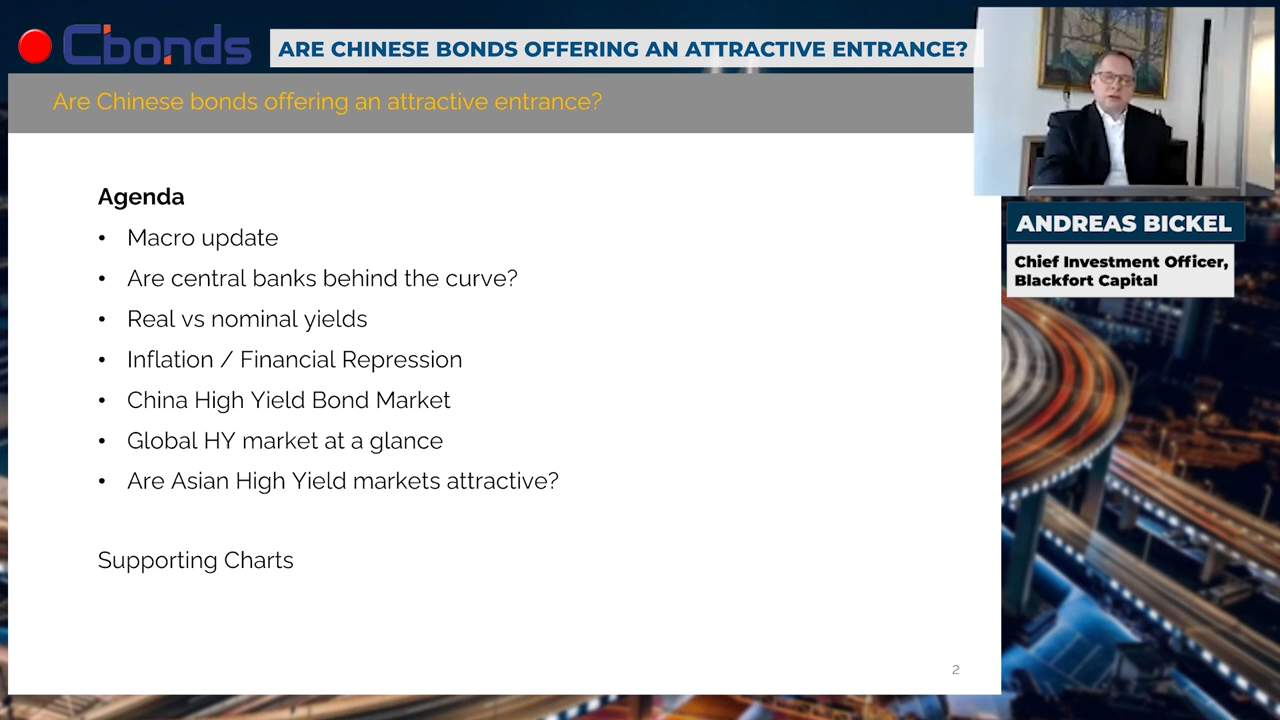 Cbonds
ARE CHINESE BONDS OFFERING AN ATTRACTIVE ENTRANCE?
Are Chinese bonds offering an attractive entrance?
Agenda
• Macro update
• Are central banks behind the curve?
• Real vs nominal yields
• Inflation / Financial Repression
• China High Yield Bond Market
• Global HY market at a glance
• Are Asian High Yield markets attractive?
Supporting Charts
2
ANDREAS BICKEL
Chief Investment Officer,
Blackfort Capital